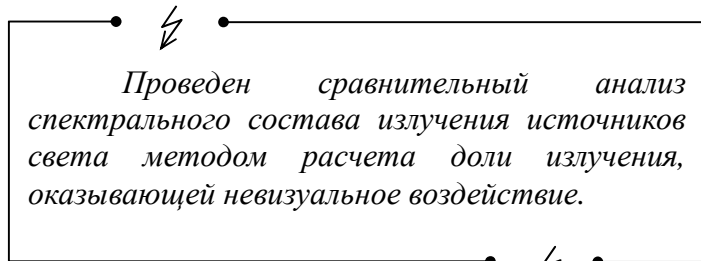 Проведен сравнительный анализ
спектрального состава излучения источников
света методом расчета доли излучения,
оказывающей невизуальное воздействие.